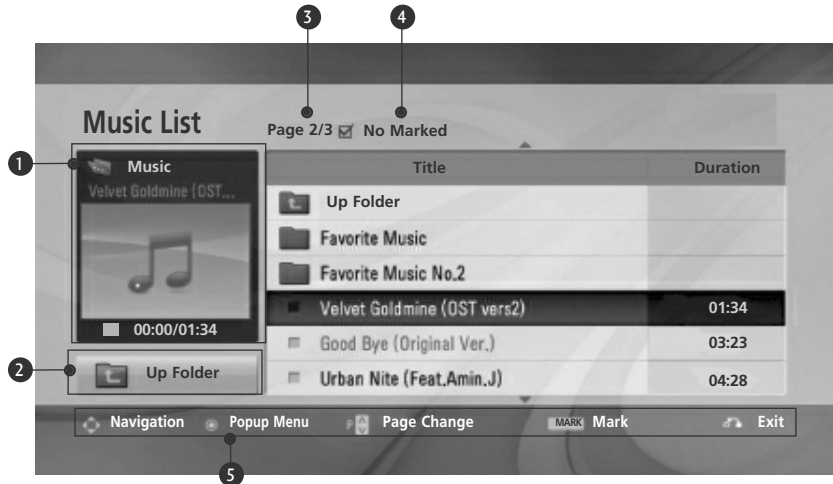 3 4
Music List
Page 2/3 No Marked
1
Music
Velvet Goldmine (OST...
00:00/01:34
2
Up Folder
Title Duration
Up Folder
Favorite Music
Favorite Music No.2
Velvet Goldmine (OST vers2) 01:34
Good Bye (Original Ver.) 03:23
Urban Nite (Feat.Amin.J) 04:28
Navigation Popup Menu P Page Change MARK Mark Exit
5